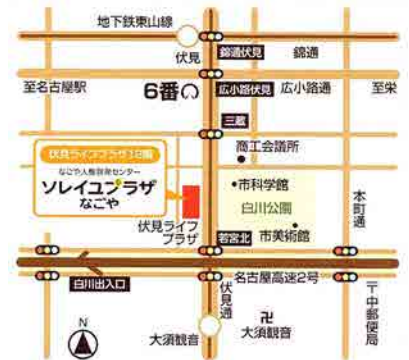 地下鉄東山線
伏見
錦通伏見
錦通
至名古屋駅
6番
広小路伏見
広小路通
至栄
三蔵
商工会議所
伏見ライフプラザ12階
なごや人権啓発センター
ソレイユプラザ
なごや
市科学館
白川公園
本町通
伏見ライフ
プラザ
若宮北
市美術館
白川出入口
名古屋高速2号
伏見通
〒中郵便局
N
大須観音
卍
大須観音